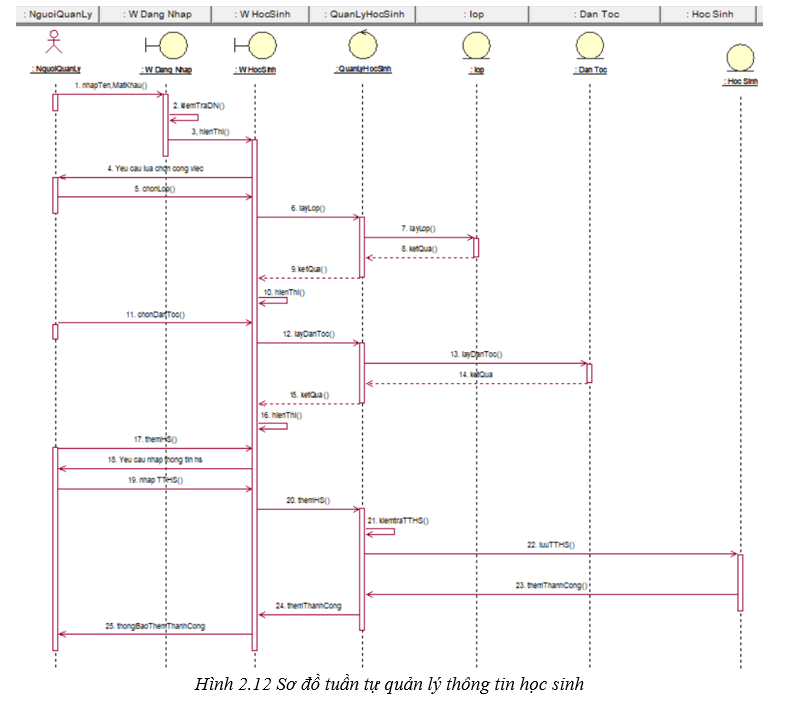 : NguoiQuanLy
: W Dang Nhap
: W HocSinh
: QuanLyHocSinh
: lop
: Dan Toc
: Hoc Sinh
: NguoiQuanLy
: W Dang Nhap
: W HocSinh
: QuanLyHocSinh
: lop
: Dan Toc
: Hoc Sinh
1. nhapTen,MatKhau()
2. kiemTraDN()
3. hienThi()
4. Yeu cau lua chon cong viec
5. chonLop()
6. layLop()
7. layLop()
8. ketQua()
9. ketQua()
10. hienThi()
11. chonDanToc()
12. layDanToc()
13. layDanToc()
14. ketQua
15. ketQua()
16. hienThi()
17. themHS()
18. Yeu cau nhap thong tin hs
19. nhap TTHS()
20. themHS()
21. kiemtraTTHS()
22. luuTTHS()
23. themThanhCong()
24. themThanhCong
25. thongBaoThemThanhCong
Hình 2.12 Sơ đồ tuần tự quản lý thông tin học sinh